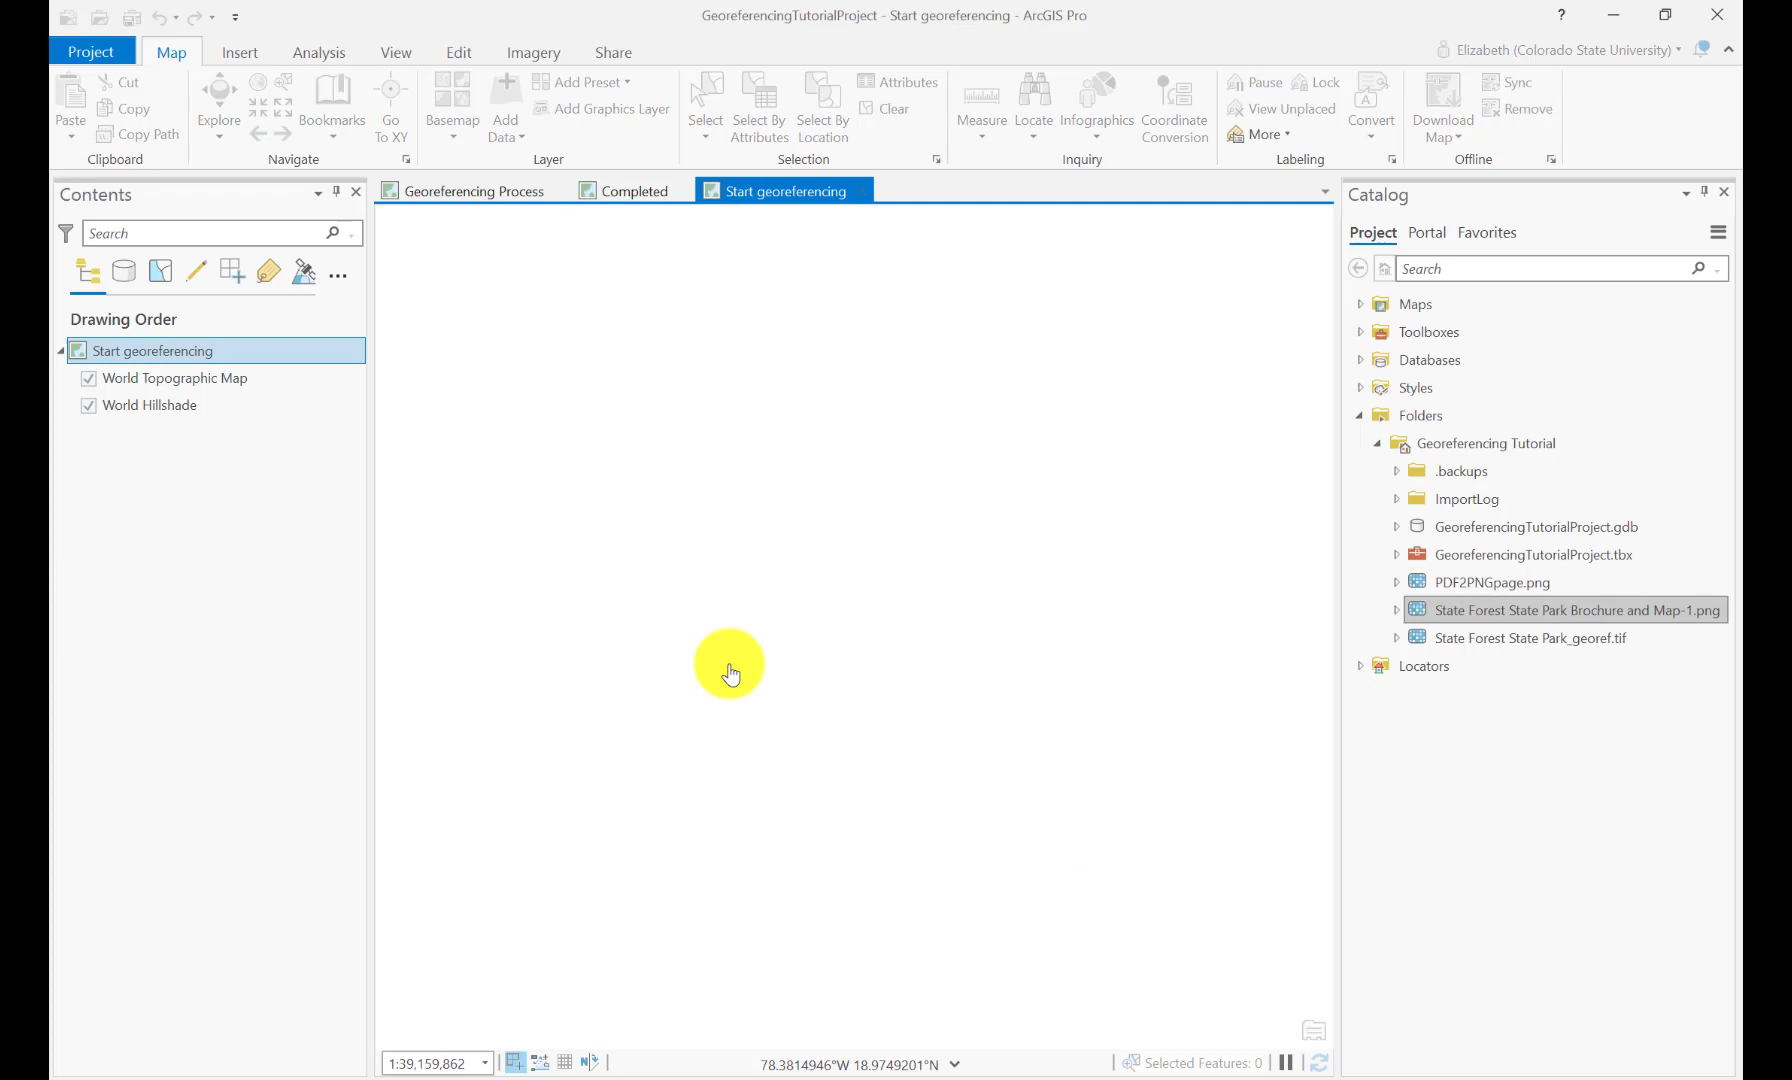 GeoreferencingTutorialProject - Start georeferencing - ArcGIS Pro
?
Project Map Insert Analysis View Edit Imagery Share
Elizabeth (Colorado State University)
Paste
Cut
Copy
Copy Path
Clipboard
Explore
Bookmarks
Go
To XY
Navigate
Basemap
Add
Data
Add Preset
Add Graphics Layer
Layer
Select
Select By
Attributes
Select By
Location
Attributes
Clear
Selection
Measure
Locate
Infographics
Coordinate
Conversion
Inquiry
Pause
Lock
View Unplaced
More
Labeling
Convert
Download
Map
Sync
Remove
Offline
Contents
Search
Drawing Order
Start georeferencing
World Topographic Map
World Hillshade
Georeferencing Process
Completed
Start georeferencing
1:39,159,862
78.3814946°W 18.9749201°N
Selected Features: 0
Catalog
Project Portal Favorites
Search
Maps
Toolboxes
Databases
Styles
Folders
Georeferencing Tutorial
.backups
ImportLog
GeoreferencingTutorialProject.gdb
GeoreferencingTutorialProject.tbx
PDF2PNGpage.png
State Forest State Park Brochure and Map-1.png
State Forest State Park_georef.tif
Locators